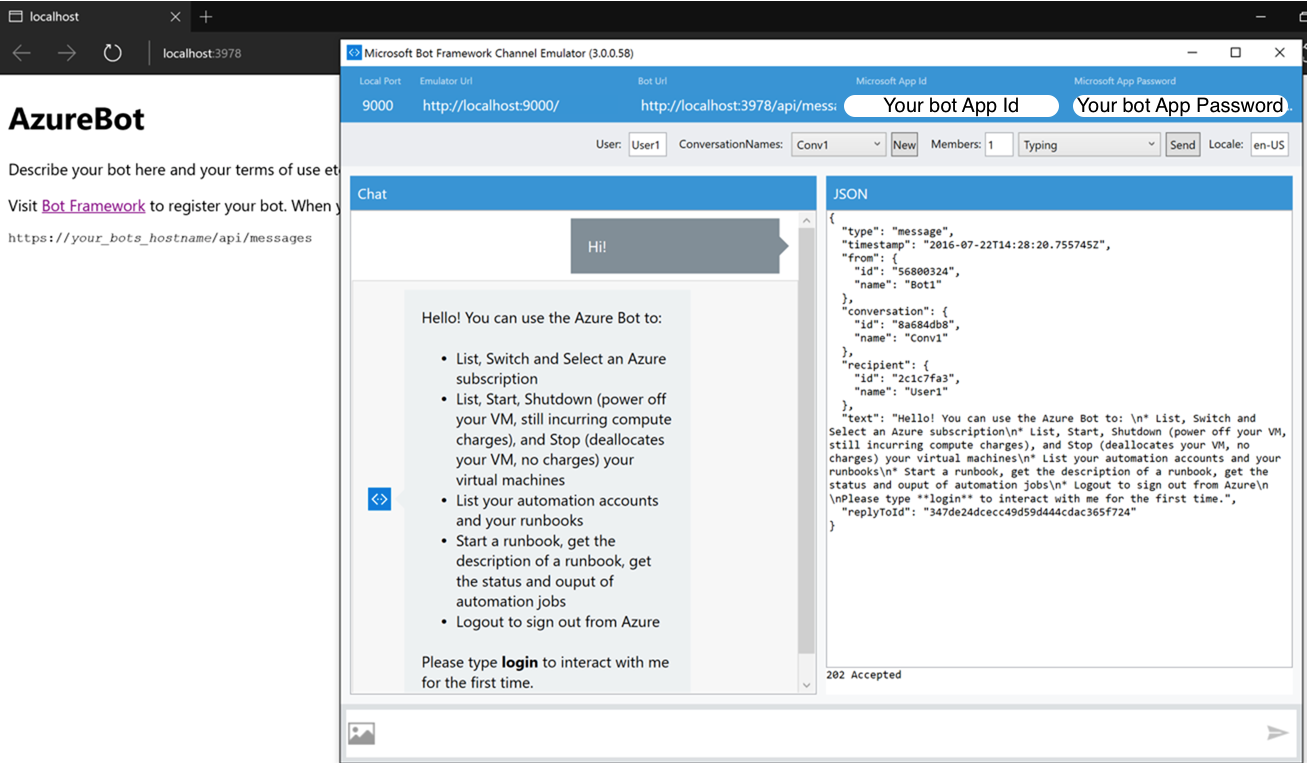 localhost
localhost:3978
AzureBot
Describe your bot here and your terms of use et
Visit Bot Framework to register your bot. When
https://your_bots_hostname/api/messages
Microsoft Bot Framework Channel Emulator (3.0.0.58)
Local Port Emulator Url Bot Url Microsoft App Id Microsoft App Password
9000 http://localhost:9000/ http://localhost:3978/api/messa Your bot App Id Your bot App Password..
User: User1 ConversationNames: Conv1 New Members: 1 Typing Send Locale: en-US
Chat
Hi!
Hello! You can use the Azure Bot to:
• List, Switch and Select an Azure
subscription
• List, Start, Shutdown (power off
your VM, still incurring compute
charges), and Stop (deallocates
your VM, no charges) your
virtual machines
• List your automation accounts
and your runbooks
• Start a runbook, get the
description of a runbook, get
the status and ouput of
automation jobs
• Logout to sign out from Azure
Please type login to interact with me
for the first time.
JSON
{
"type": "message",
"timestamp": "2016-07-22T14:28:20.755745Z",
"from": {
"id": "56800324",
"name": "Bot1"
},
"conversation": {
"id": "8a684db8",
"name": "Conv1"
},
"recipient": {
"id": "2c1c7fa3",
"name": "User1"
},
"text": "Hello! You can use the Azure Bot to: \n* List, Switch and
Select an Azure subscription\n* List, Start, Shutdown (power off your VM,
still incurring compute charges), and Stop (deallocates your VM, no
charges) your virtual machines\n* List your automation accounts and your
runbooks\n* Start a runbook, get the description of a runbook, get the
status and ouput of automation jobs\n* Logout to sign out from Azure\n
\nPlease type **login** to interact with me for the first time.",
"replyToId": "347de24dcecc49d59d444cdac365f724"
}
202 Accepted